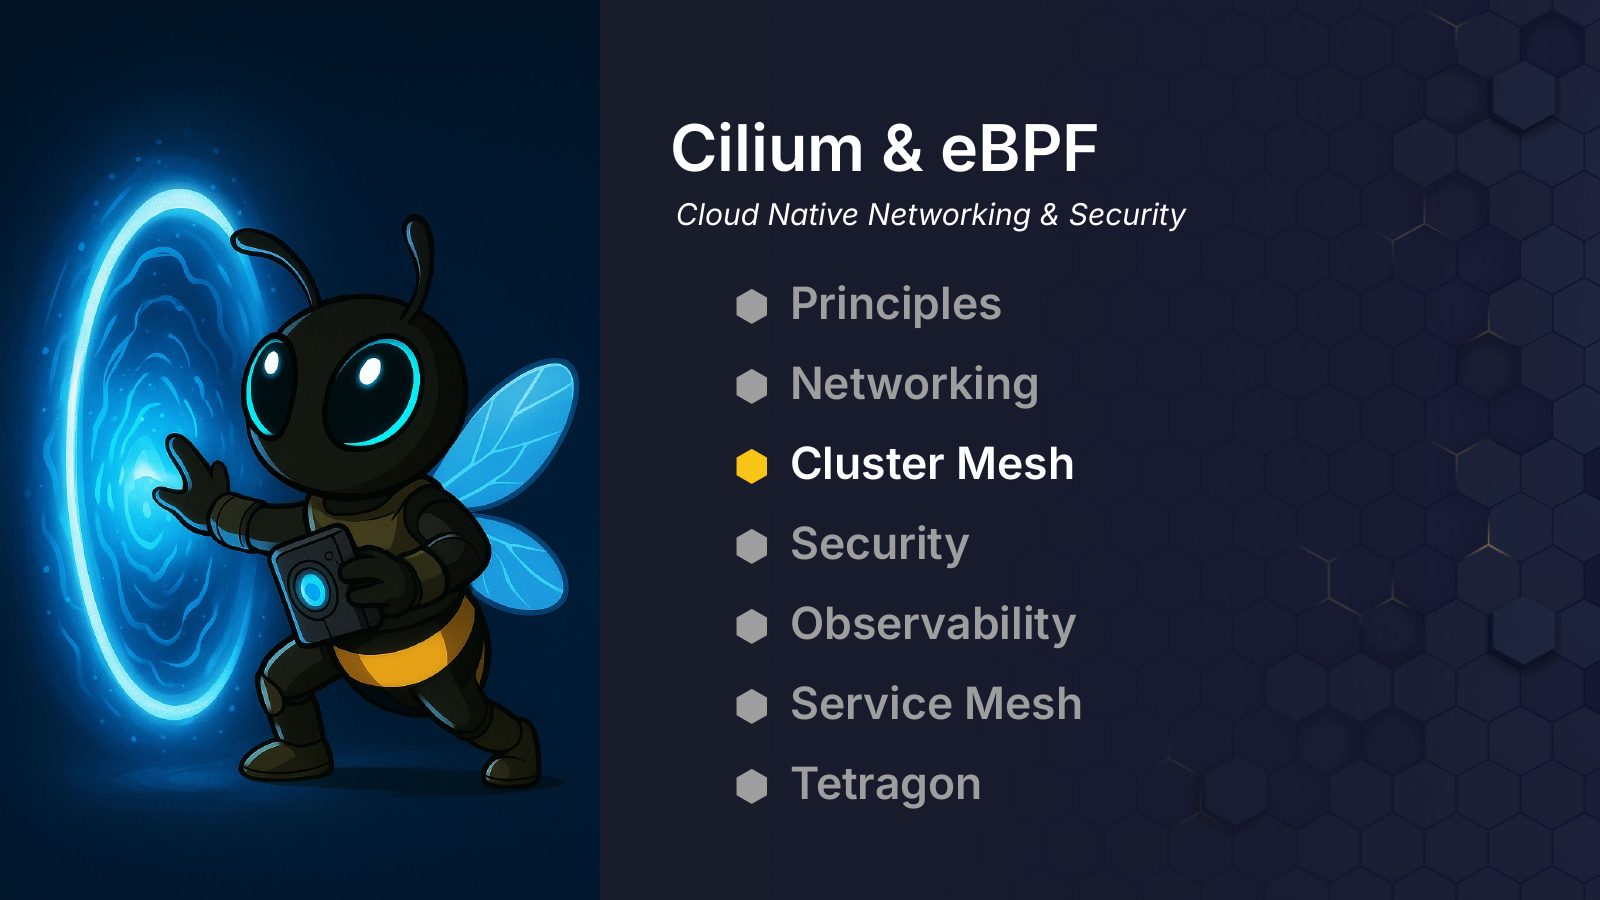 Cilium & eBPF
Cloud Native Networking & Security
Principles
Networking
Cluster Mesh
Security
Observability
Service Mesh
Tetragon